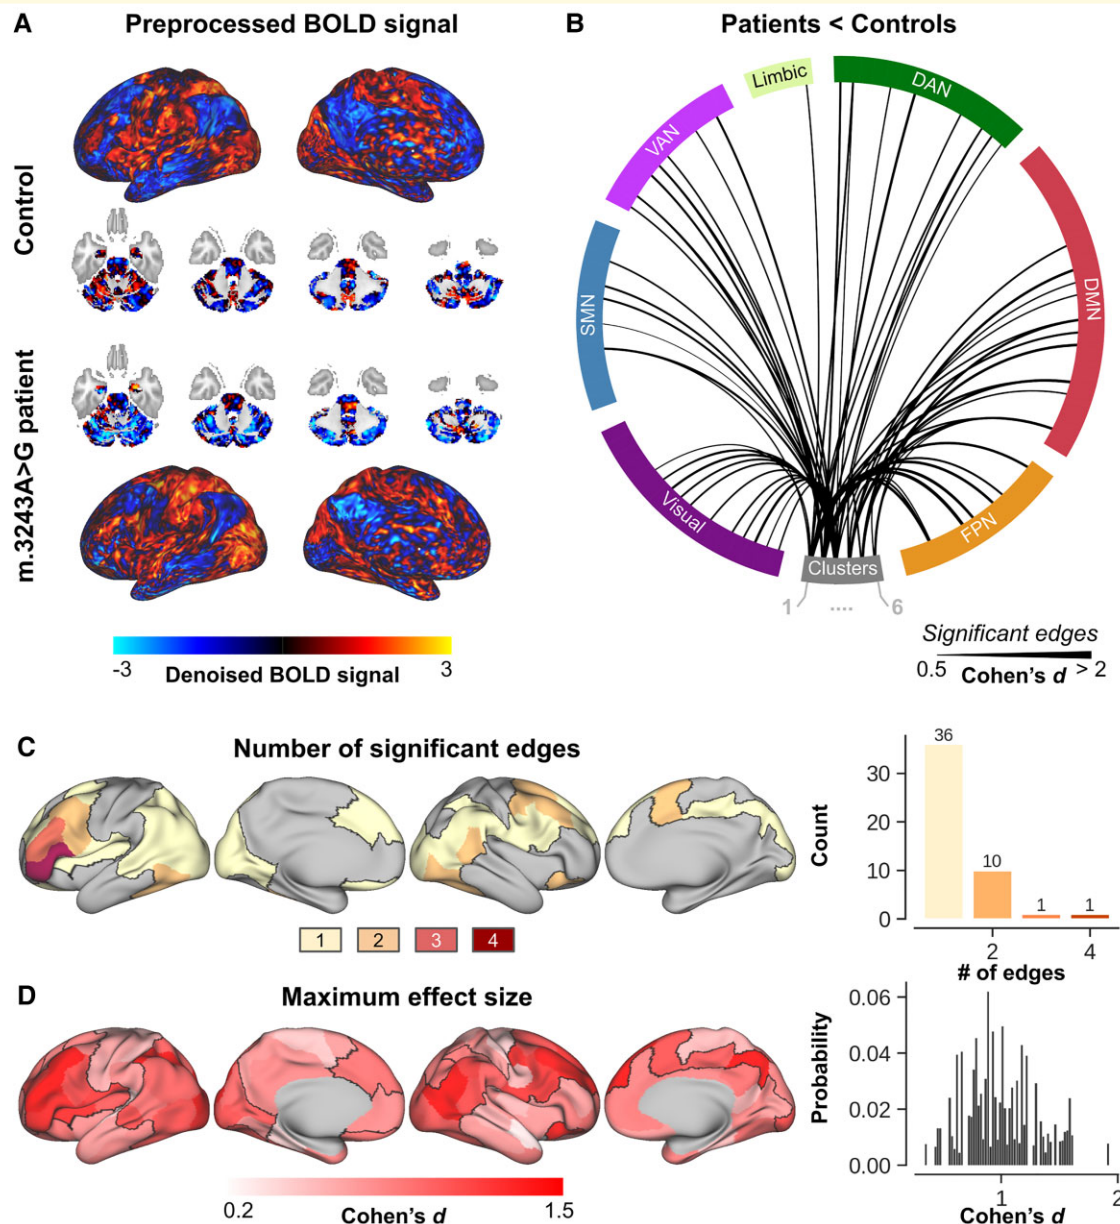 A
Preprocessed BOLD signal
Control
m.3243A>G patient
-3
3
Denoised BOLD signal
B
Patients < Controls
Limbic
DAN
VAN
DMN
SMN
Visual
FPN
Clusters
1 .... 6
Significant edges
0.5 Cohen's d > 2
C
Number of significant edges
1 2 3 4
Count
30
20
10
0
36
10
1
1
2 4
# of edges
D
Maximum effect size
0.2 Cohen's d 1.5
Probability
0.06
0.04
0.02
0.00
1 2
Cohen's d